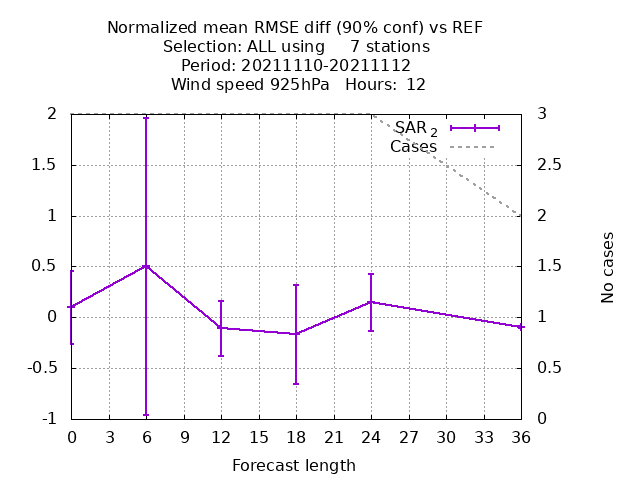 Normalized mean RMSE diff (90% conf) vs REF
Selection: ALL using     7 stations
Period: 20211110-20211112
Wind speed 925hPa   Hours:  12
2
1.5
1
0.5
0
-0.5
-1
3
2.5
2
1.5
1
0.5
0
SAR 2
Cases
No cases
0 3 6 9 12 15 18 21 24 27 30 33 36
Forecast length